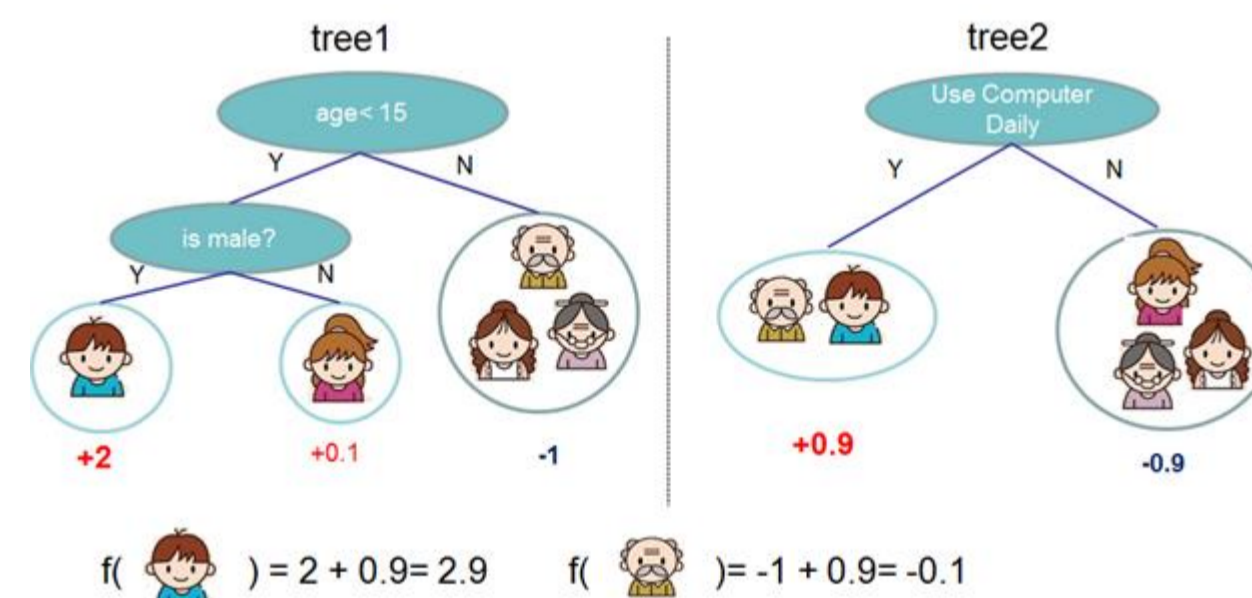 tree1
age< 15
Y
N
is male?
Y
N
+2
+0.1
-1
tree2
Use Computer
Daily
Y
N
+0.9
-0.9
f( ) = 2 + 0.9= 2.9
f( )= -1 + 0.9= -0.1